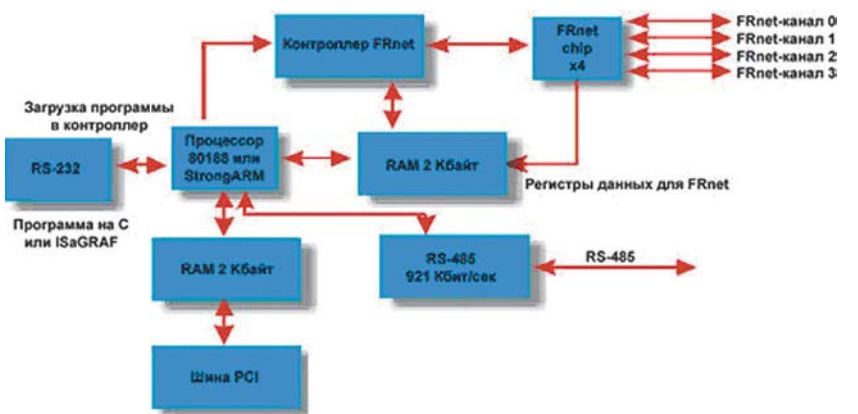 Контроллер FRnet
FRnet
chip
x4
FRnet-канал 0
FRnet-канал 1
FRnet-канал 2
FRnet-канал 3
Загрузка программы
в контроллер
RS-232
Процессор
80188 или
StrongARM
RAM 2 Кбайт
Регистры данных для FRnet
Программа на С
или ISaGRAF
RAM 2 Кбайт
RS-485
921 Кбит/сек
RS-485
Шина PCI